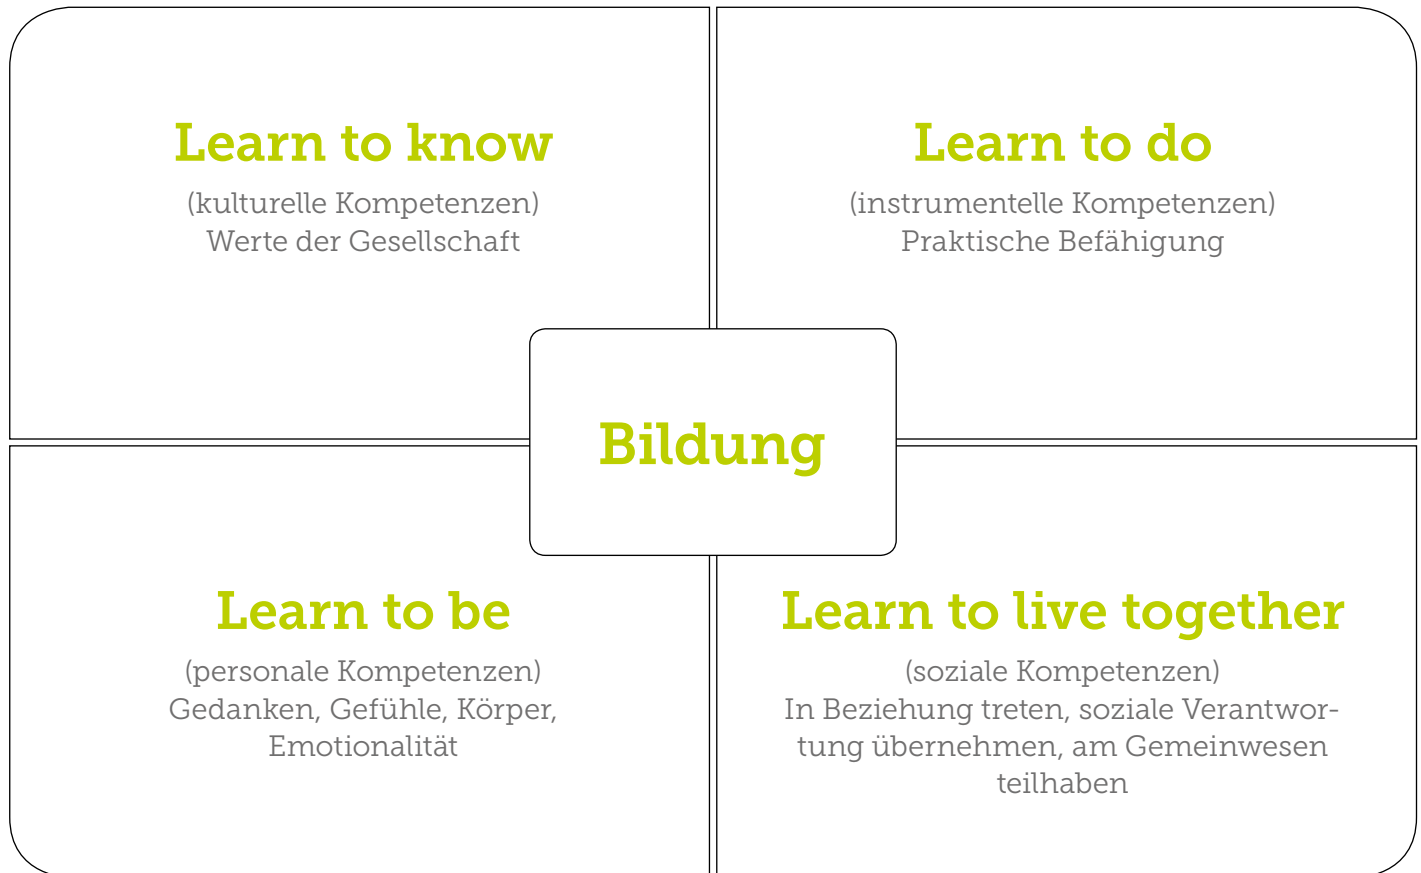 Learn to know
(kulturelle Kompetenzen)
Werte der Gesellschaft
Learn to do
(instrumentelle Kompetenzen)
Praktische Befähigung
Bildung
Learn to be
(personale Kompetenzen)
Gedanken, Gefühle, Körper,
Emotionalität
Learn to live together
(soziale Kompetenzen)
In Beziehung treten, soziale Verantwor-
tung übernehmen, am Gemeinwesen
teilhaben